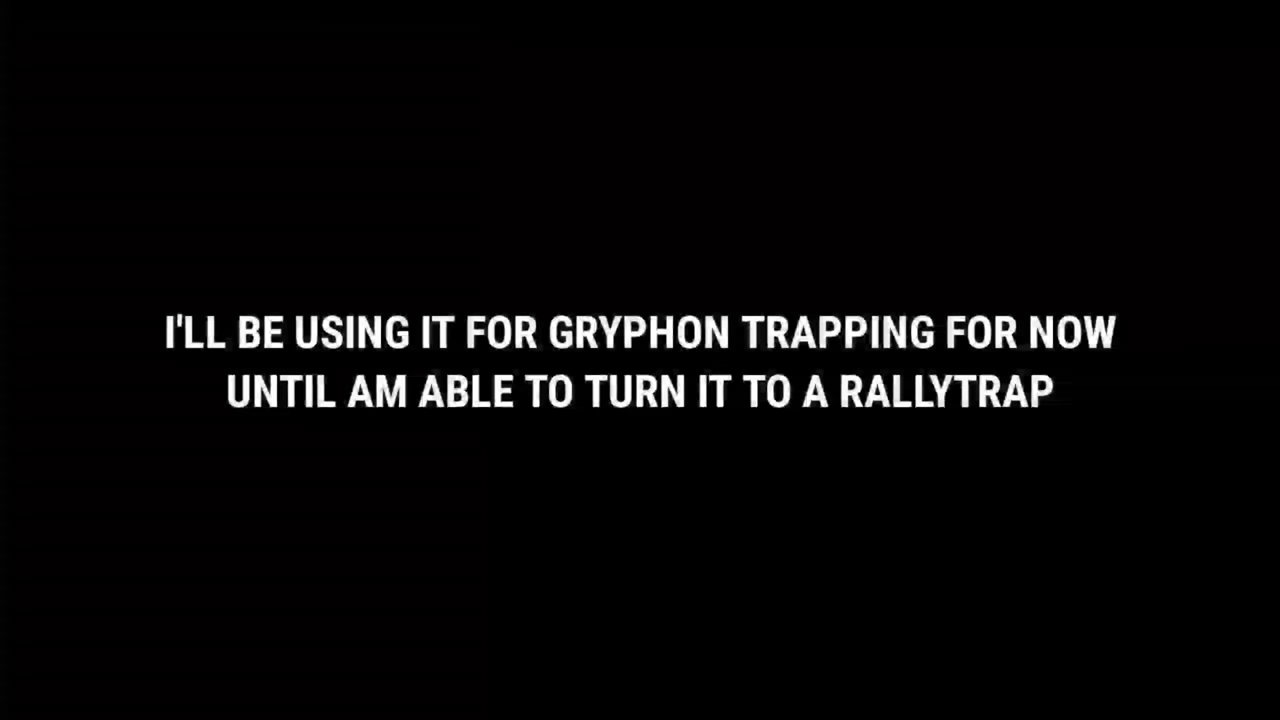 I'LL BE USING IT FOR GRYPHON TRAPPING FOR NOW
UNTIL AM ABLE TO TURN IT TO A RALLYTRAP